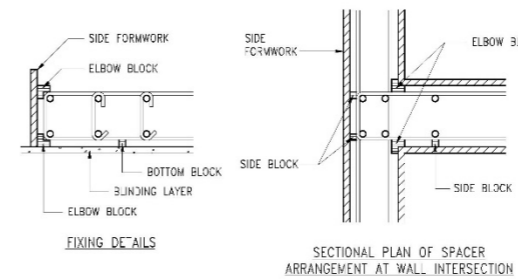 SIDE FORMWORK
ELBOW BLOCK
BOTTOM BLOCK
BLINDING LAYER
ELBOW BLOCK
FIXING DETAILS
SIDE
FORMWORK
ELBOW
SIDE BLOCK
SIDE BLOCK
SECTIONAL PLAN OF SPACER
ARRANGEMENT AT WALL INTERSECTION